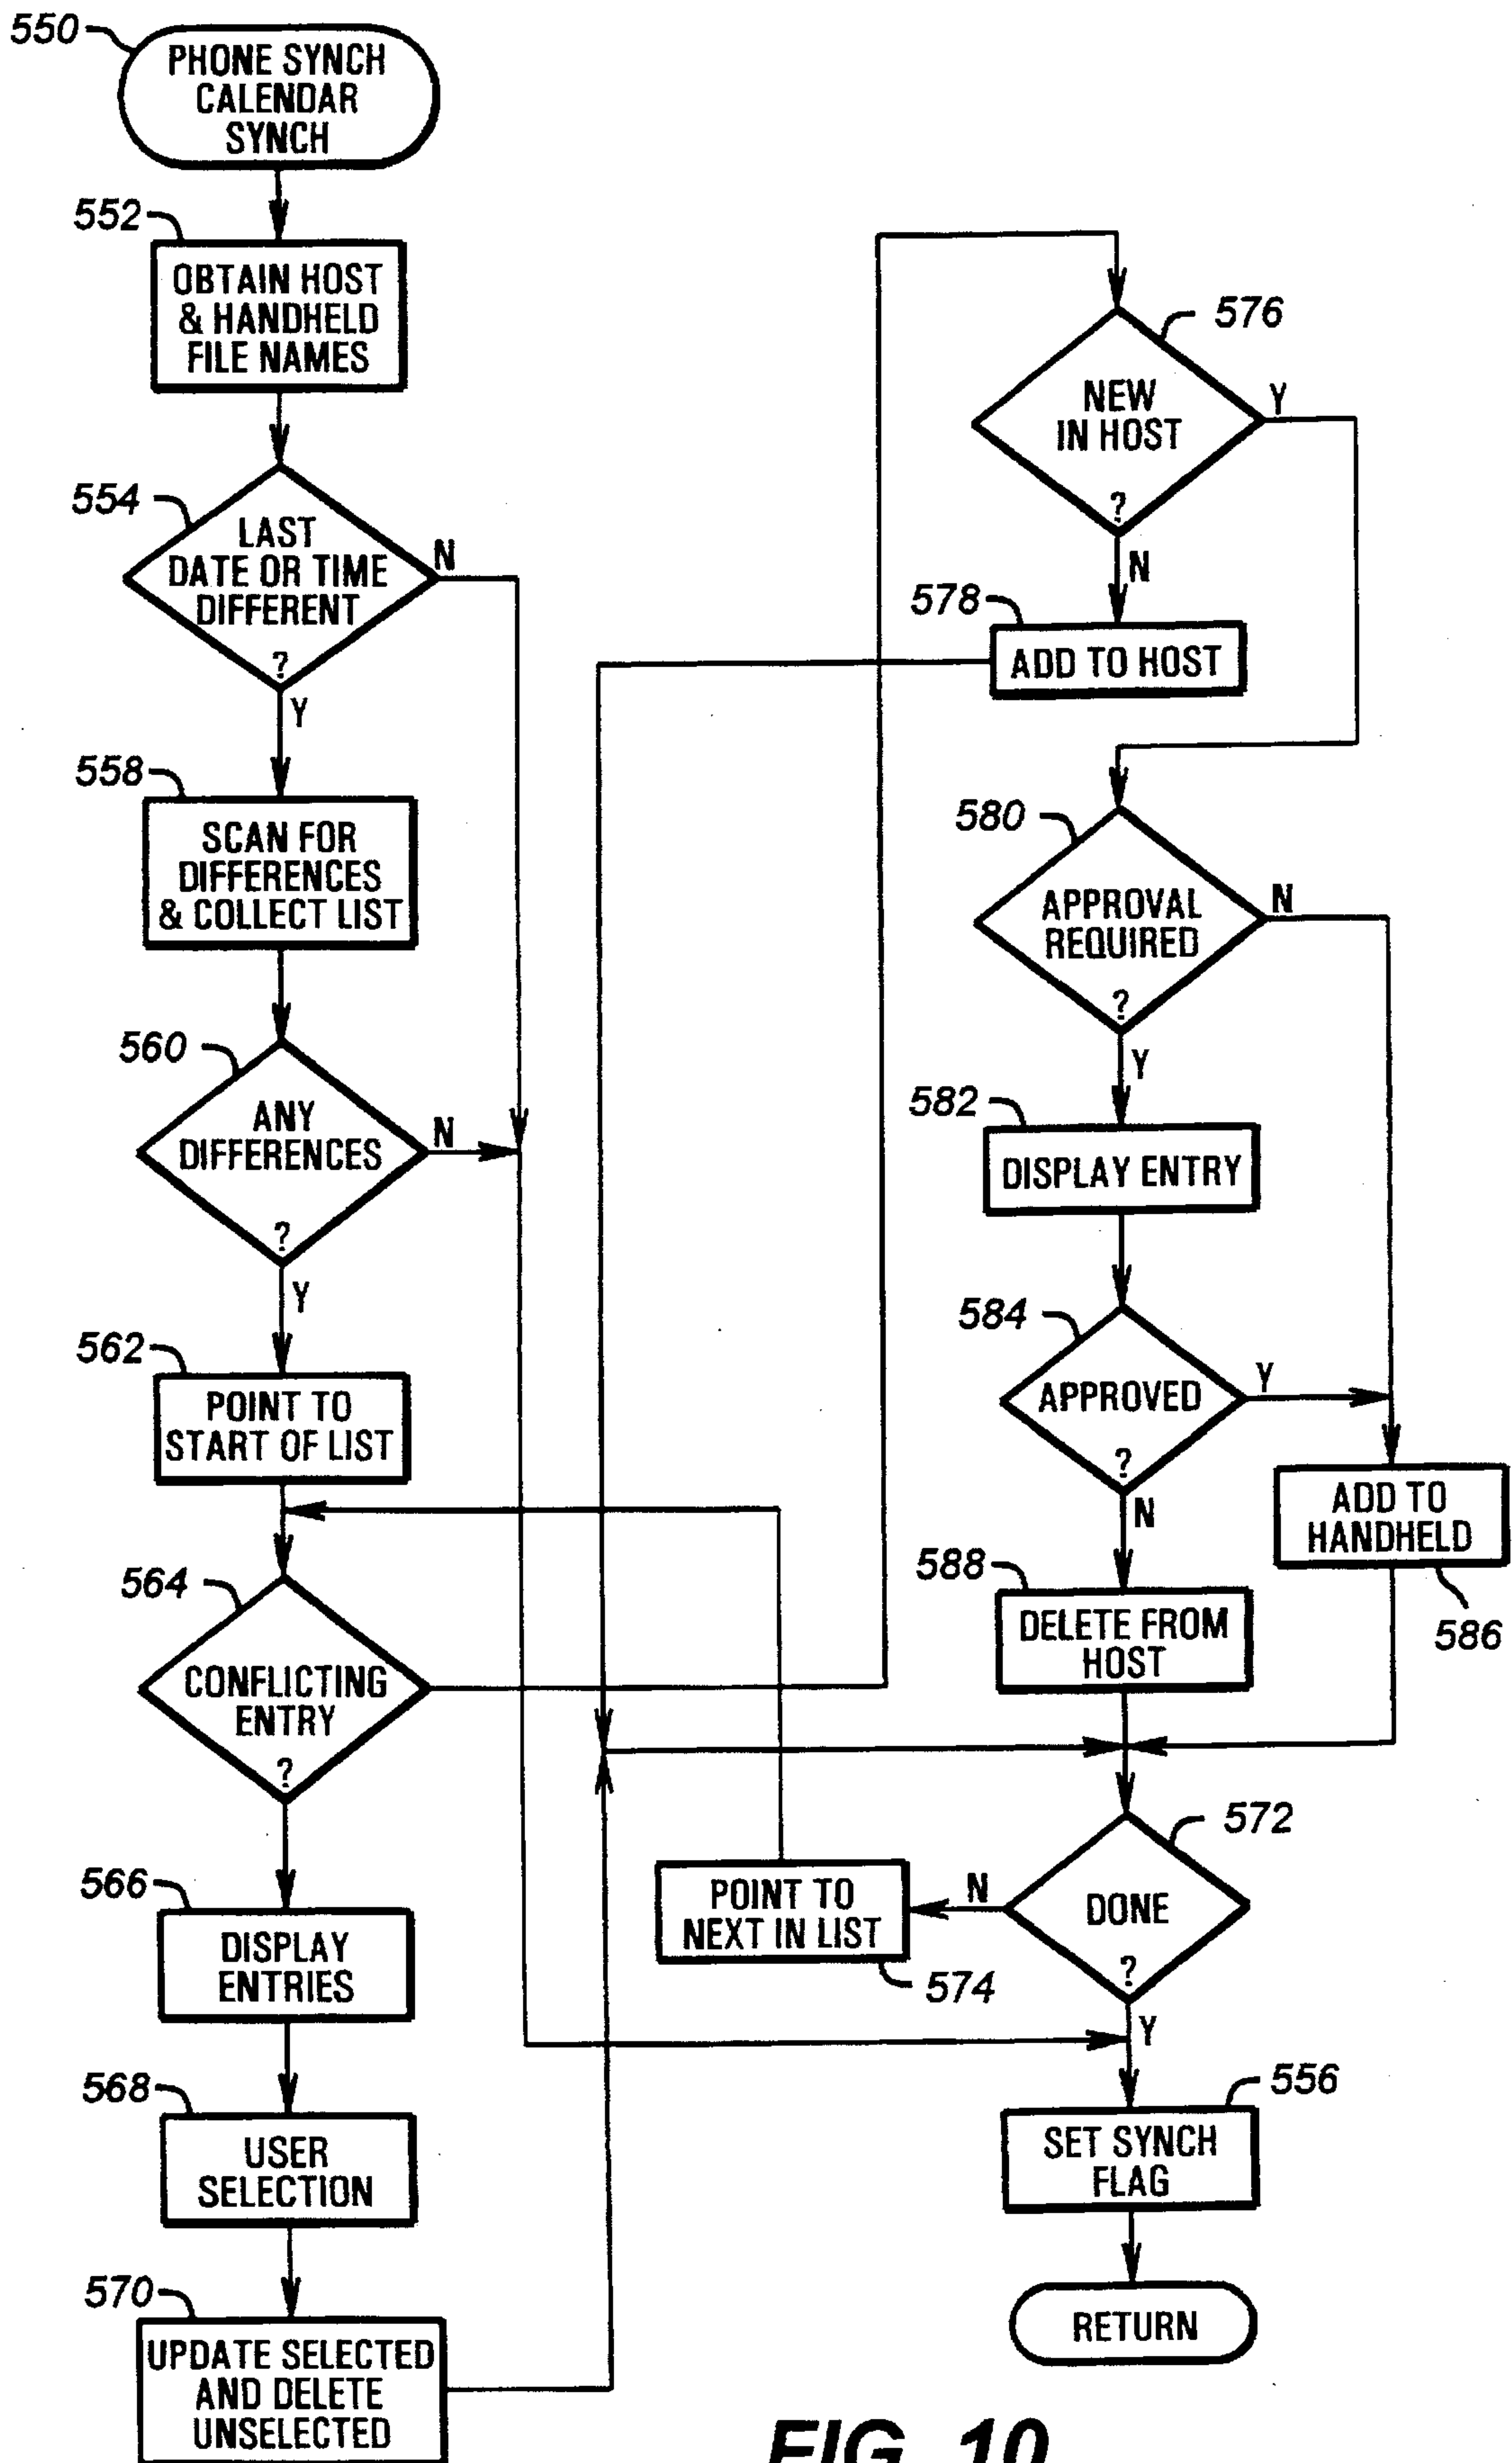 550
PHONE SYNCH
CALENDAR
SYNCH
552
OBTAIN HOST
& HANDHELD
FILE NAMES
554
LAST
DATE OR TIME
DIFFERENT
?
N
Y
558
SCAN FOR
DIFFERENCES
& COLLECT LIST
560
ANY
DIFFERENCES
?
N
Y
562
POINT TO
START OF LIST
564
CONFLICTING
ENTRY
?
566
DISPLAY
ENTRIES
568
USER
SELECTION
570
UPDATE SELECTED
AND DELETE
UNSELECTED
576
NEW
IN HOST
?
Y
N
578
ADD TO HOST
580
APPROVAL
REQUIRED
?
N
Y
582
DISPLAY ENTRY
584
APPROVED
?
Y
N
ADD TO
HANDHELD
586
588
DELETE FROM
HOST
572
DONE
?
N
Y
POINT TO
NEXT IN LIST
574
556
SET SYNCH
FLAG
RETURN
FIG. 10